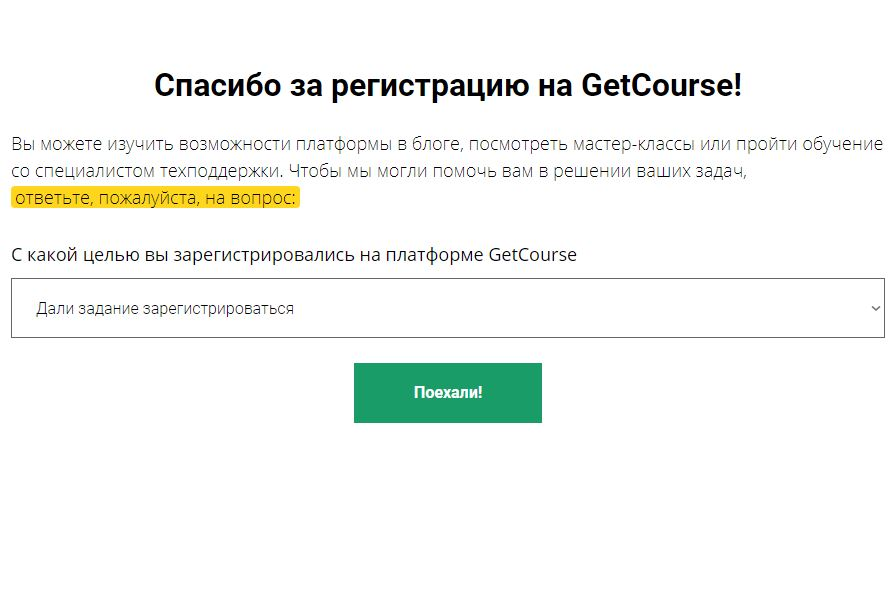 Спасибо за регистрацию на GetCourse!
Вы можете изучить возможности платформы в блоге, посмотреть мастер-классы или пройти обучение
со специалистом техподдержки. Чтобы мы могли помочь вам в решении ваших задач,
ответьте, пожалуйста, на вопрос:
С какой целью вы зарегистрировались на платформе GetCourse
Дали задание зарегистрироваться
Поехали!